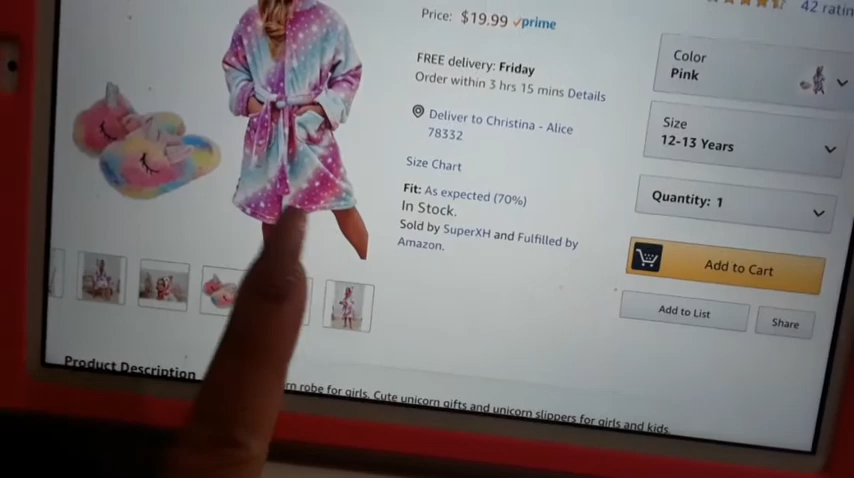 Price: $19.99 prime
42 ratin
FREE delivery: Friday
Order within 3 hrs 15 mins Details
Deliver to Christina - Alice
78332
Size Chart
Fit: As expected (70%)
In Stock.
Sold by SuperXH and Fulfilled by
Amazon.
Color
Pink
Size
12-13 Years
Quantity: 1
Add to Cart
Add to List
Share
Product Description
rn robe for girls. Cute unicorn gifts and unicorn slippers for girls and kids